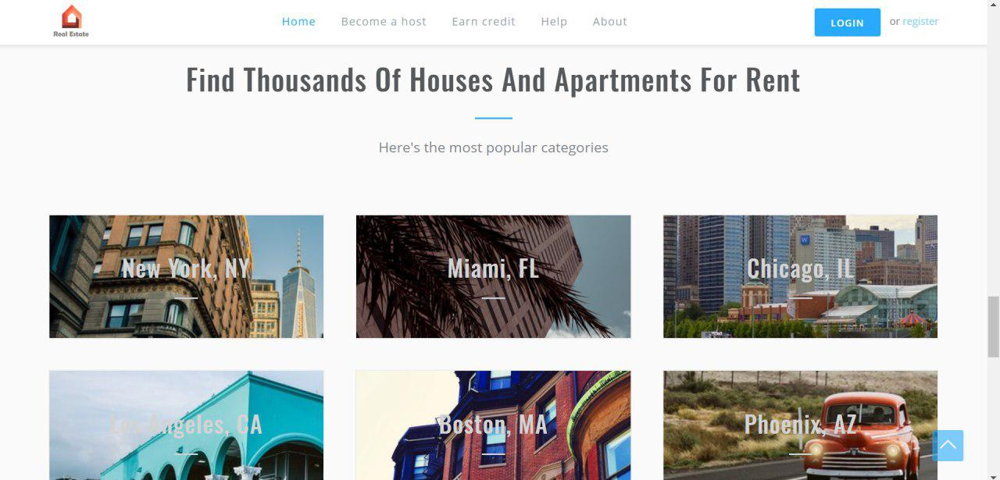 Real Estate
Home Become a host Earn credit Help About
LOGIN or register
Find Thousands Of Houses And Apartments For Rent
Here's the most popular categories
New York, NY
Miami, FL
Chicago, IL
W
Los Angeles, CA
Boston, MA
Phoenix, AZ